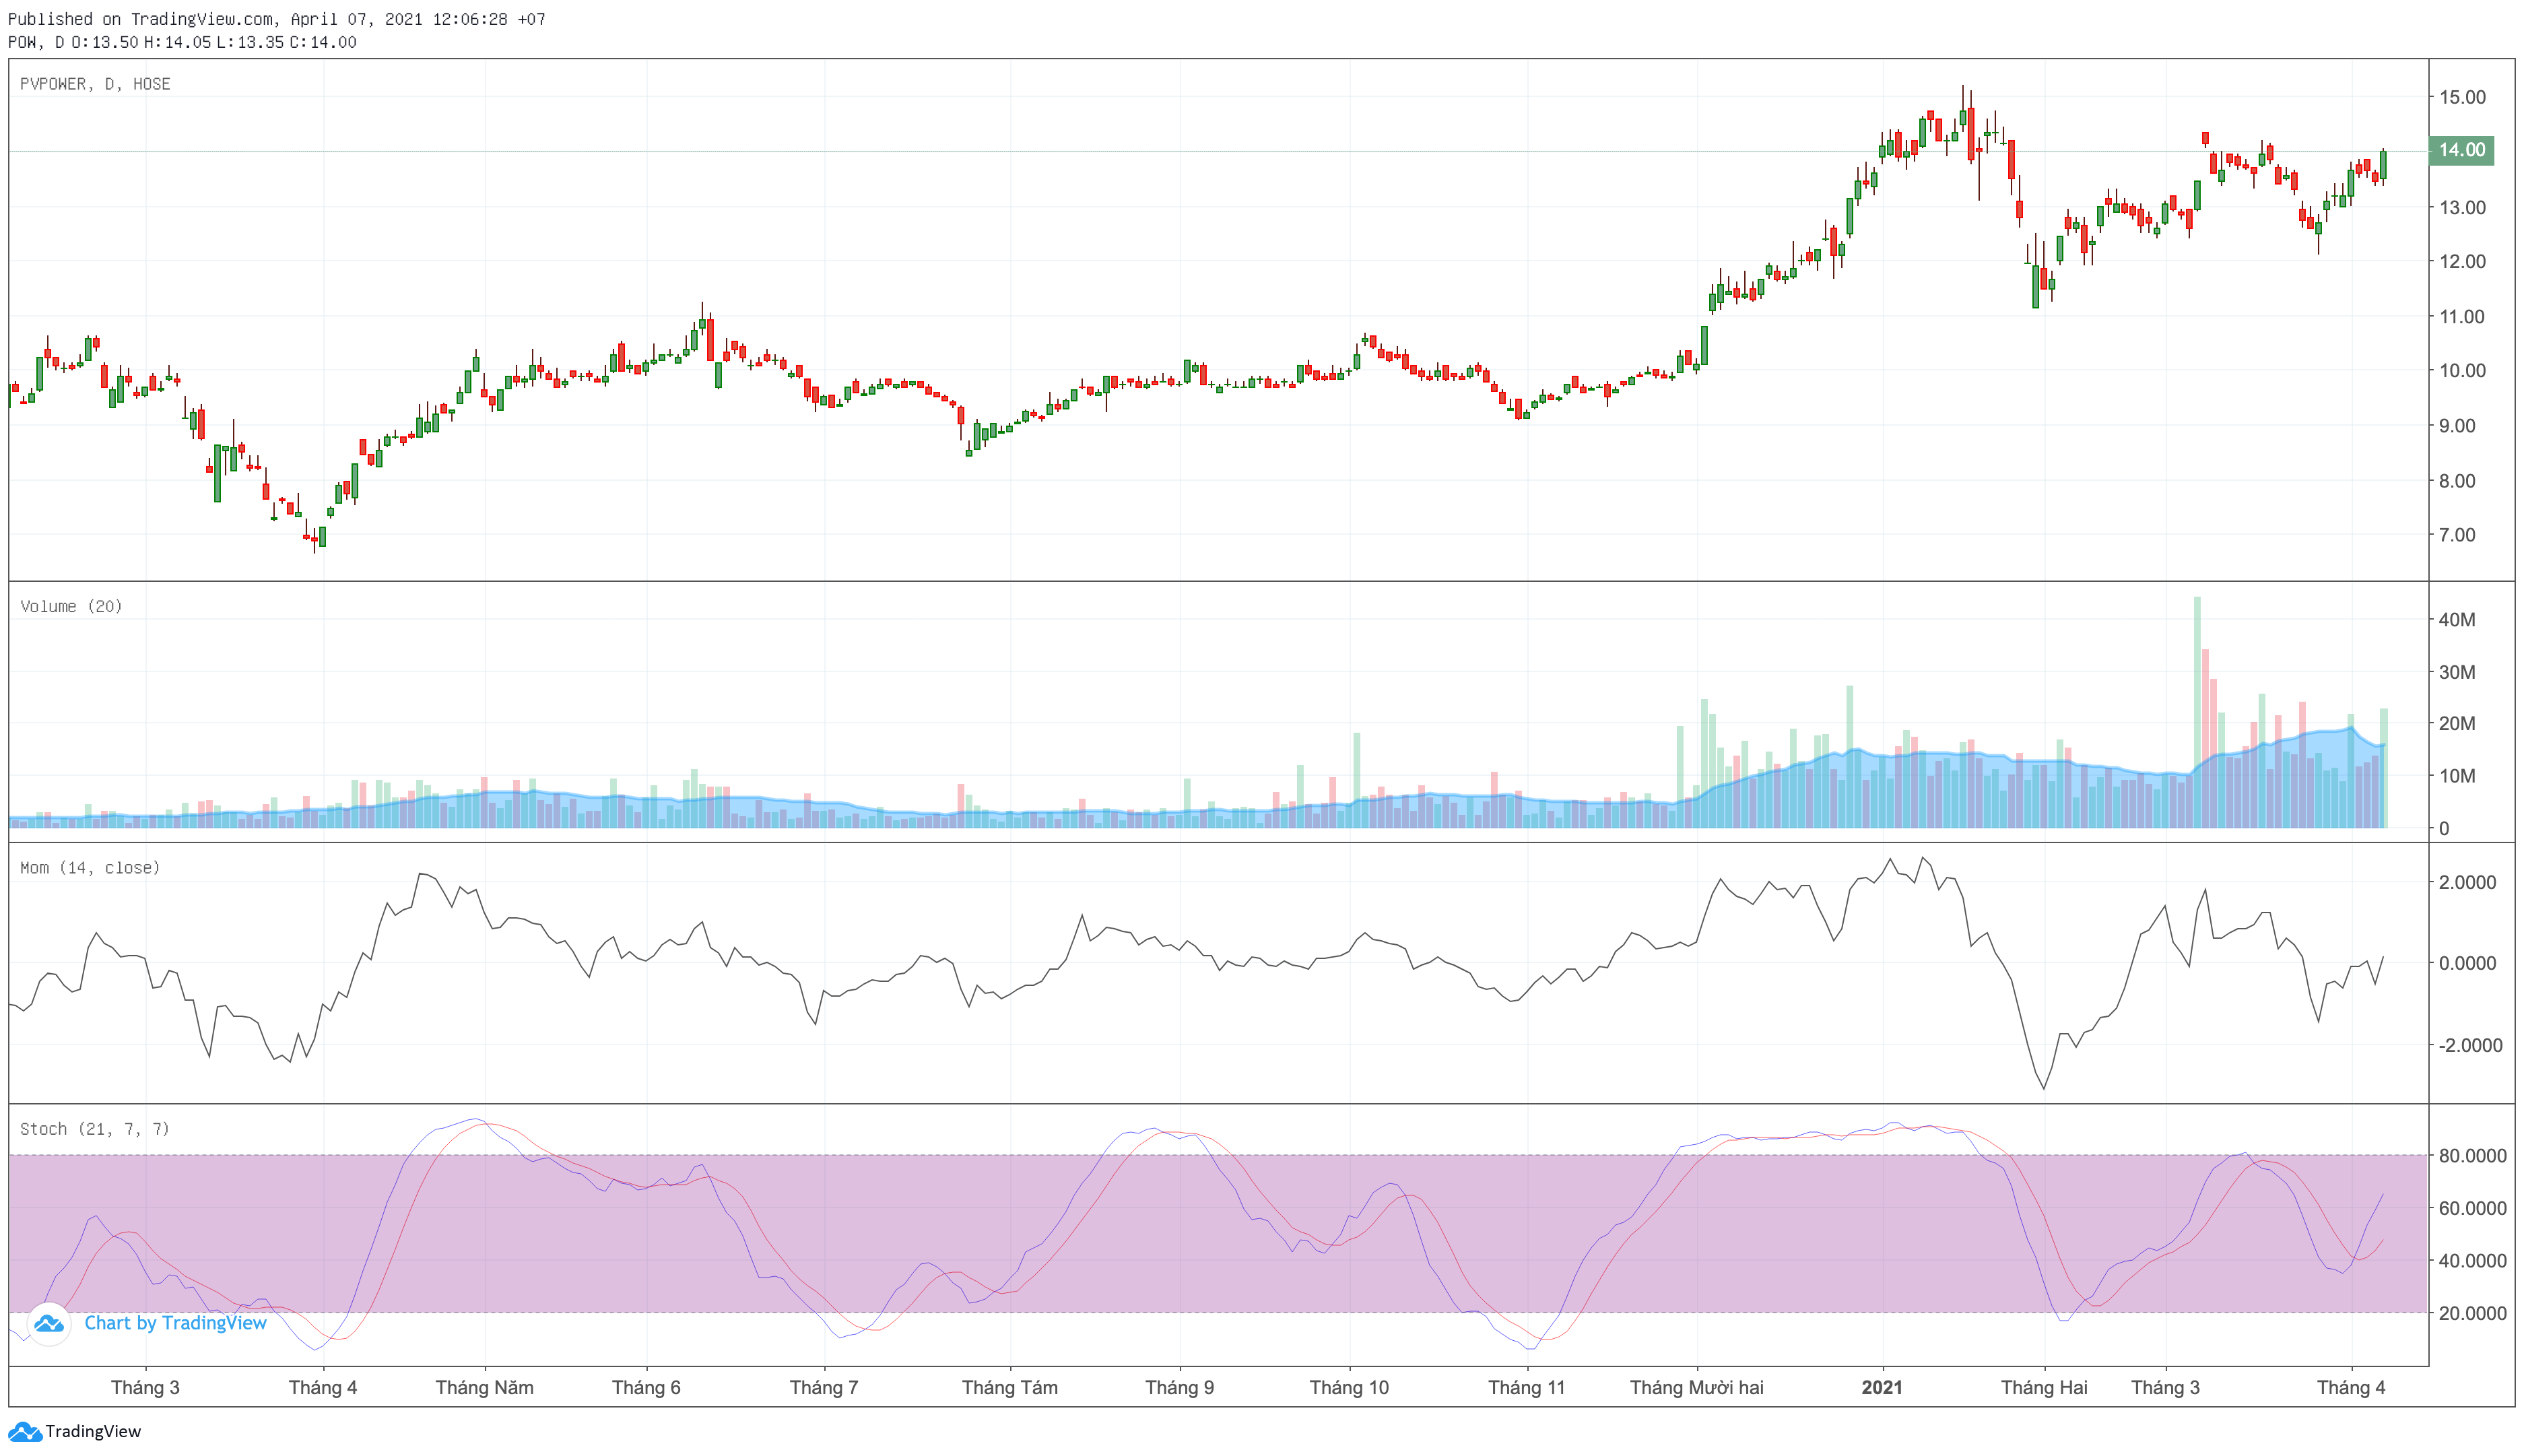 Published on TradingView.com, April 07, 2021 12:06:28 +07
POW, D O:13.50 H:14.05 L:13.35 C:14.00
PVPOWER, D, HOSE
15.00
14.00
13.00
12.00
11.00
10.00
9.00
8.00
7.00
Volume (20)
40M
30M
20M
10M
0
Mom (14, close)
2.0000
0.0000
-2.0000
Stoch (21, 7, 7)
80.0000
60.0000
40.0000
20.0000
Chart by TradingView
Tháng 3 Tháng 4 Tháng Năm Tháng 6 Tháng 7 Tháng Tám Tháng 9 Tháng 10 Tháng 11 Tháng Mười hai 2021 Tháng Hai Tháng 3 Tháng 4
TradingView